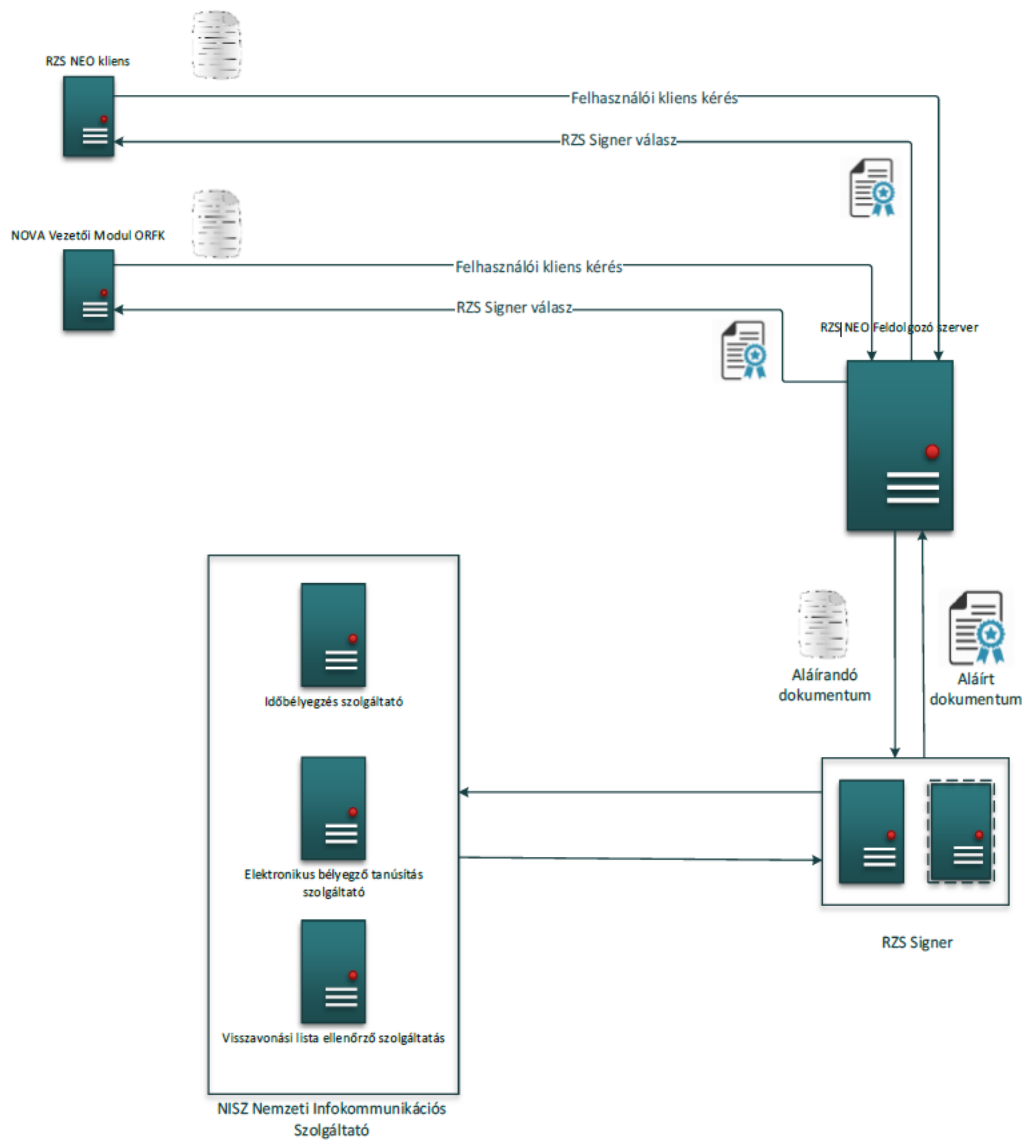 RZS NEO kliens
Felhasználói kliens kérés
RZS Signer válasz
NOVA Vezetői Modul ORFK
Felhasználói kliens kérés
RZS Signer válasz
RZS NEO Feldolgozó szerver
Aláírandó
dokumentum
Aláírt
dokumentum
Időbélyegzés szolgáltató
Elektronikus bélyegző tanúsítás
szolgáltató
Visszavonási lista ellenőrző szolgáltatás
RZS Signer
NISZ Nemzeti Infokommunikációs
Szolgáltató